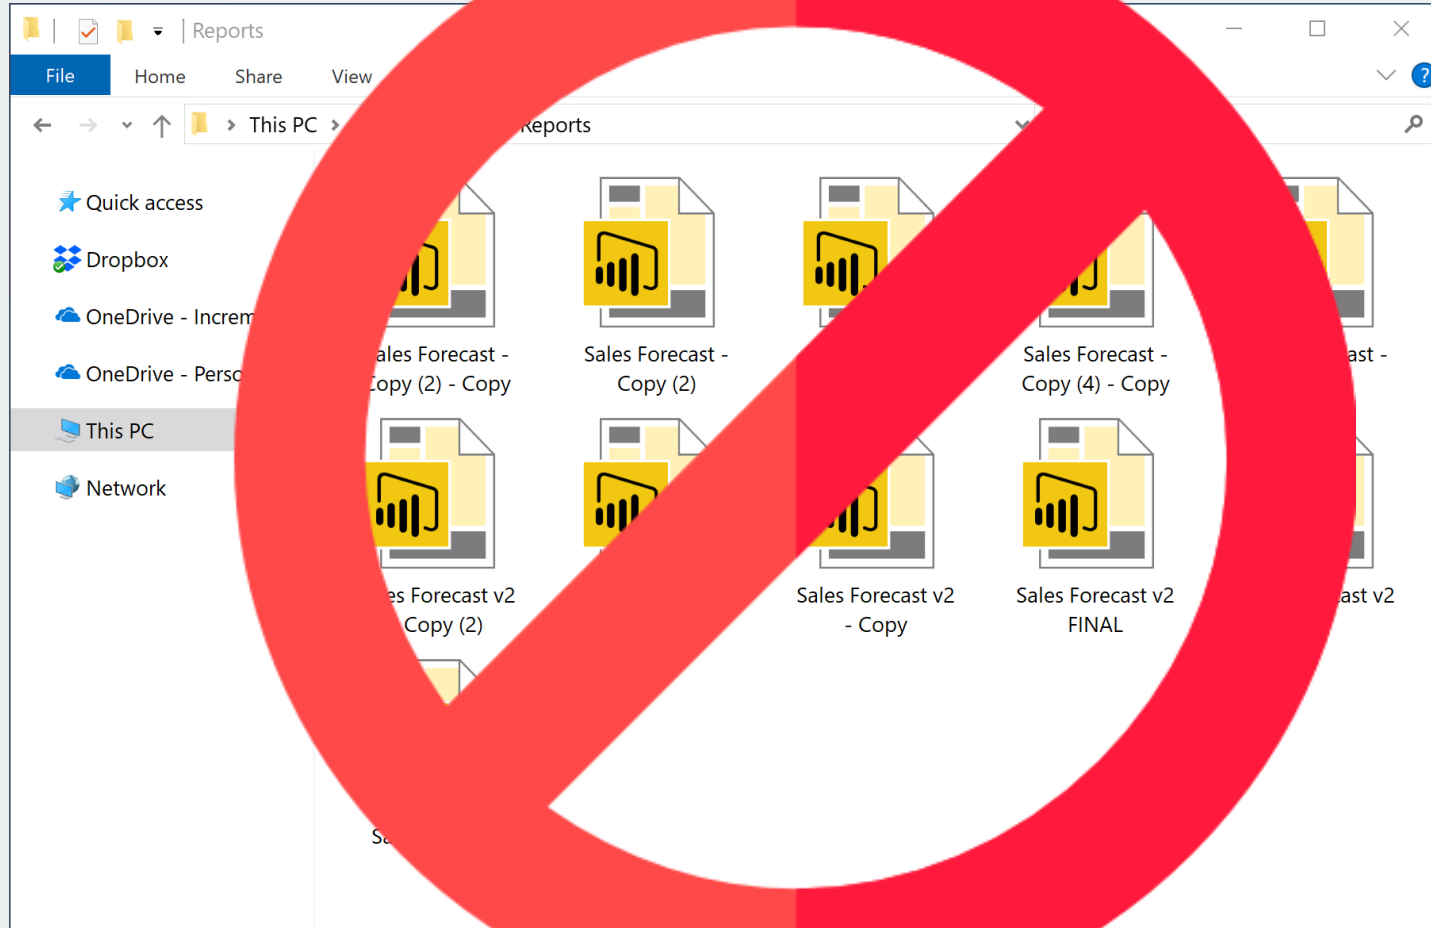 Reports
File Home Share View
?
This PC Reports
Quick access
Dropbox
OneDrive - Increm
OneDrive - Perso
This PC
Network
ales Forecast -
Copy (2) - Copy
Sales Forecast -
Copy (2)
Sales Forecast -
Copy (4) - Copy
ast -
es Forecast v2
Copy (2)
Sales Forecast v2
- Copy
Sales Forecast v2
FINAL
ast v2
Sa